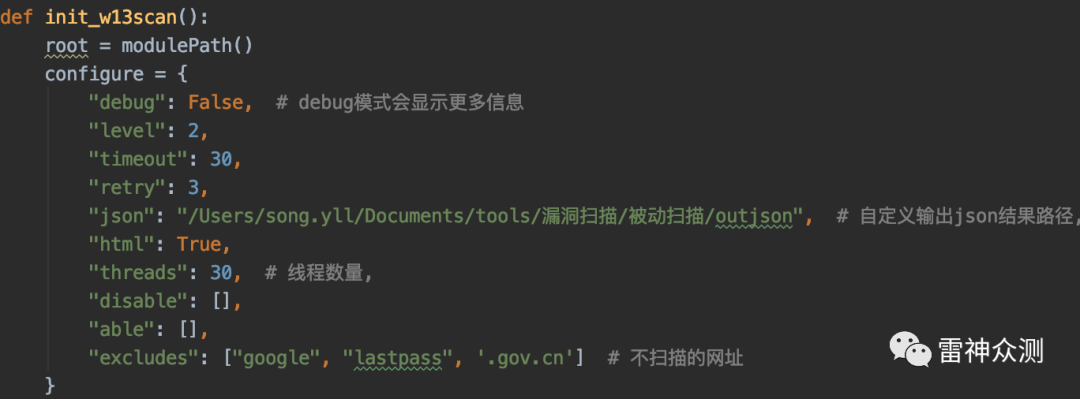 def init_w13scan():
    root = modulePath()
    configure = {
        "debug": False,  # debug模式会显示更多信息
        "level": 2,
        "timeout": 30,
        "retry": 3,
        "json": "/Users/song.yll/Documents/tools/漏洞扫描/被动扫描/outjson",  # 自定义输出json结果路径,
        "html": True,
        "threads": 30,  # 线程数量,
        "disable": [],
        "able": [],
        "excludes": ["google", "lastpass", '.gov.cn']  # 不扫描的网址
    }
雷神众测